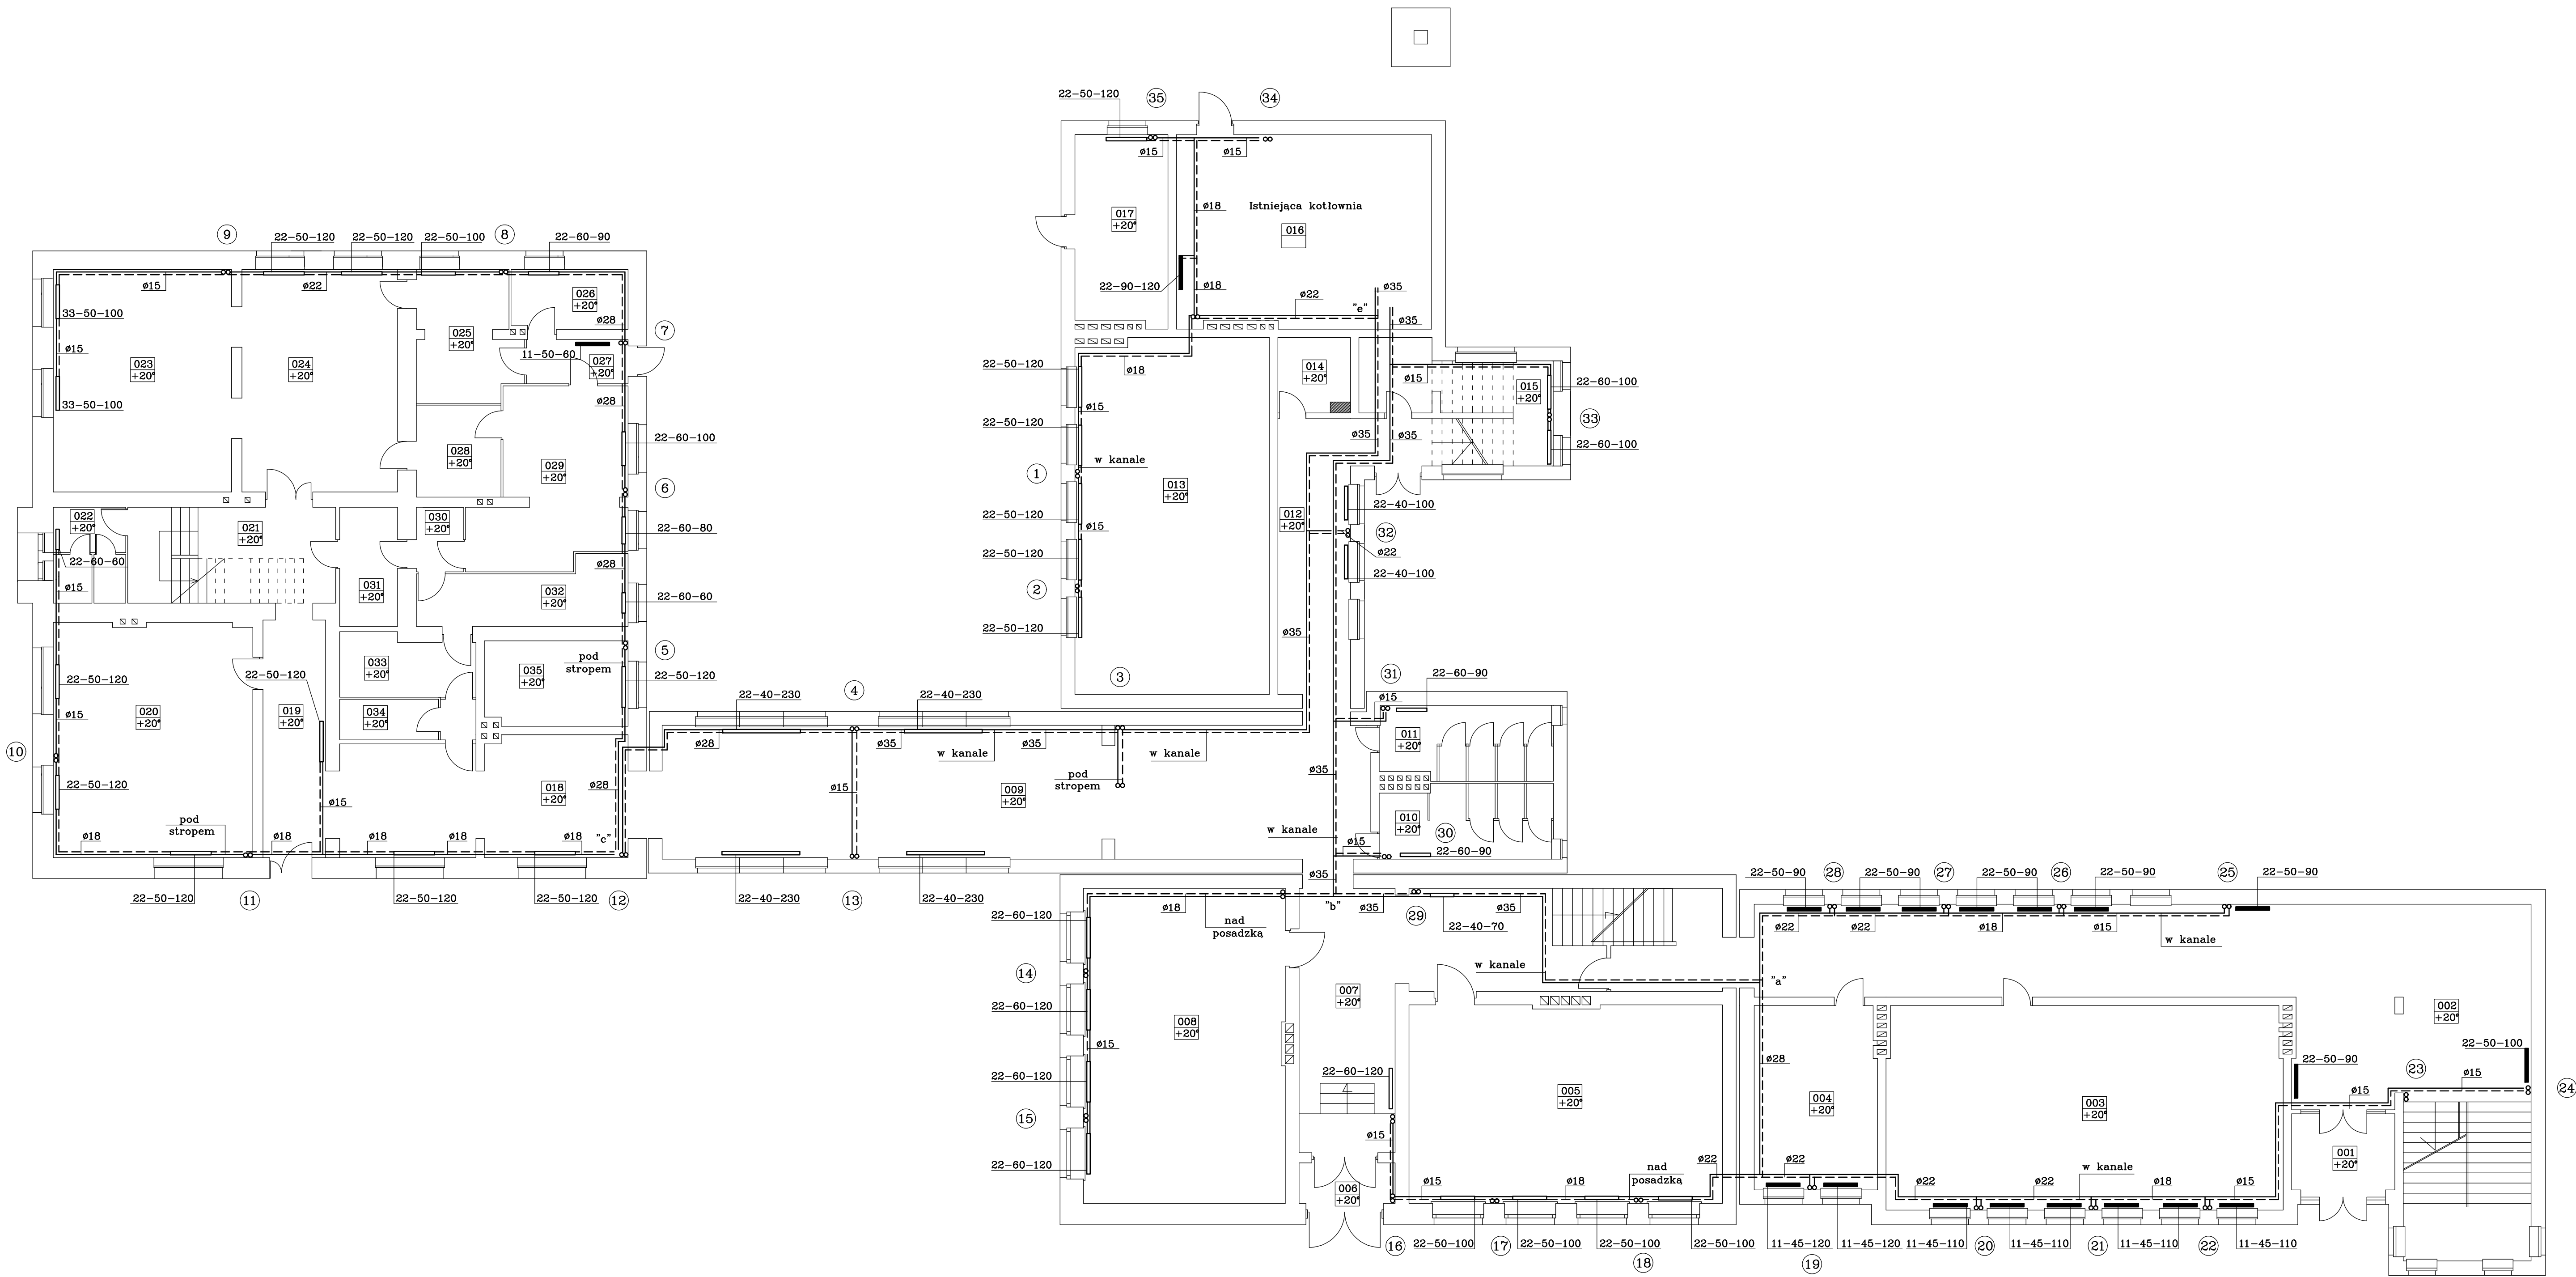 22-50-120
35
34
ø15
ø15
017
+20°
ø18
Istniejąca kotłownia
016
22-90-120
ø18
ø22
"e"
ø35
ø35
9
22-50-120
22-50-120
22-50-100
8
22-60-90
ø15
ø22
026
+20°
33-50-100
025
+20°
ø28
7
11-50-60
027
+20°
ø15
023
+20°
024
+20°
33-50-100
ø28
028
+20°
029
+20°
22-60-100
6
022
+20°
021
030
+20°
22-60-80
22-60-60
ø15
031
+20°
ø28
032
+20°
22-60-60
033
+20°
pod
stropem
5
035
+20°
22-50-120
22-50-120
22-50-120
ø15
020
+20°
019
+20°
034
+20°
10
22-50-120
ø15
018
+20°
ø28
pod
stropem
ø18
ø18
ø18
ø18
ø18
"c"
22-50-120
11
22-50-120
22-50-120
12
22-50-120
ø18
014
+20°
ø15
015
+20°
22-60-100
33
22-60-100
ø15
22-50-120
w kanale
1
013
+20°
ø35
ø35
22-50-120
ø15
012
+20°
22-40-100
32
ø22
22-40-100
22-50-120
2
22-50-120
ø35
3
31
22-60-90
ø15
22-40-230
4
22-40-230
ø28
ø35
w kanale
ø35
w kanale
011
+20°
ø15
009
+20°
pod
stropem
ø35
010
+20°
30
w kanale
ø15
22-60-90
22-40-230
13
22-40-230
ø35
22-60-120
ø18
nad
posadzką
"b"
ø35
29
ø35
22-40-70
14
w kanale
22-60-120
007
+20°
008
+20°
ø15
22-60-120
22-60-120
15
005
+20°
ø15
22-60-120
006
+20°
ø15
ø18
nad
posadzką
ø22
16
22-50-100
17
22-50-100
22-50-100
18
22-50-100
22-50-90
28
22-50-90
27
22-50-90
26
22-50-90
25
22-50-90
ø22
ø22
ø18
ø15
w kanale
"a"
002
+20°
ø28
22-50-90
22-50-100
23
ø15
24
004
+20°
003
+20°
ø15
001
+20°
ø22
w kanale
ø22
ø22
ø18
ø15
11-45-120
19
11-45-120
11-45-110
20
11-45-110
21
11-45-110
22
11-45-110